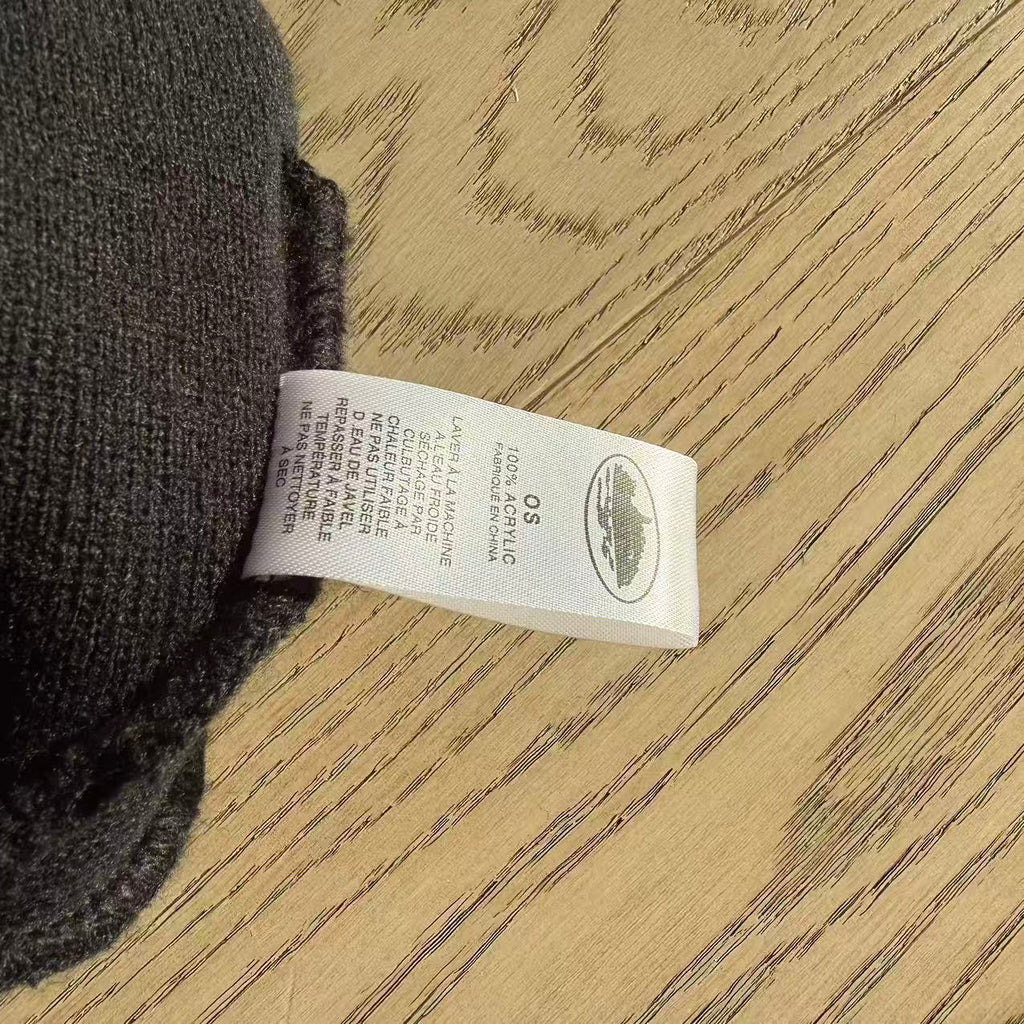 OS
100% ACRYLIC
FABRIQUÉ EN CHINA
LAVER À LA MACHINE
A L'EAU FROIDE
SÉCHAGE PAR
CULBUTAGE À
CHALEUR FAIBLE
NE PAS UTILISER
D, EAU DE JAVEL
REPASSER À FAIBLE
TEMPÉRATURE
NE PAS NETTOYER
À SEC